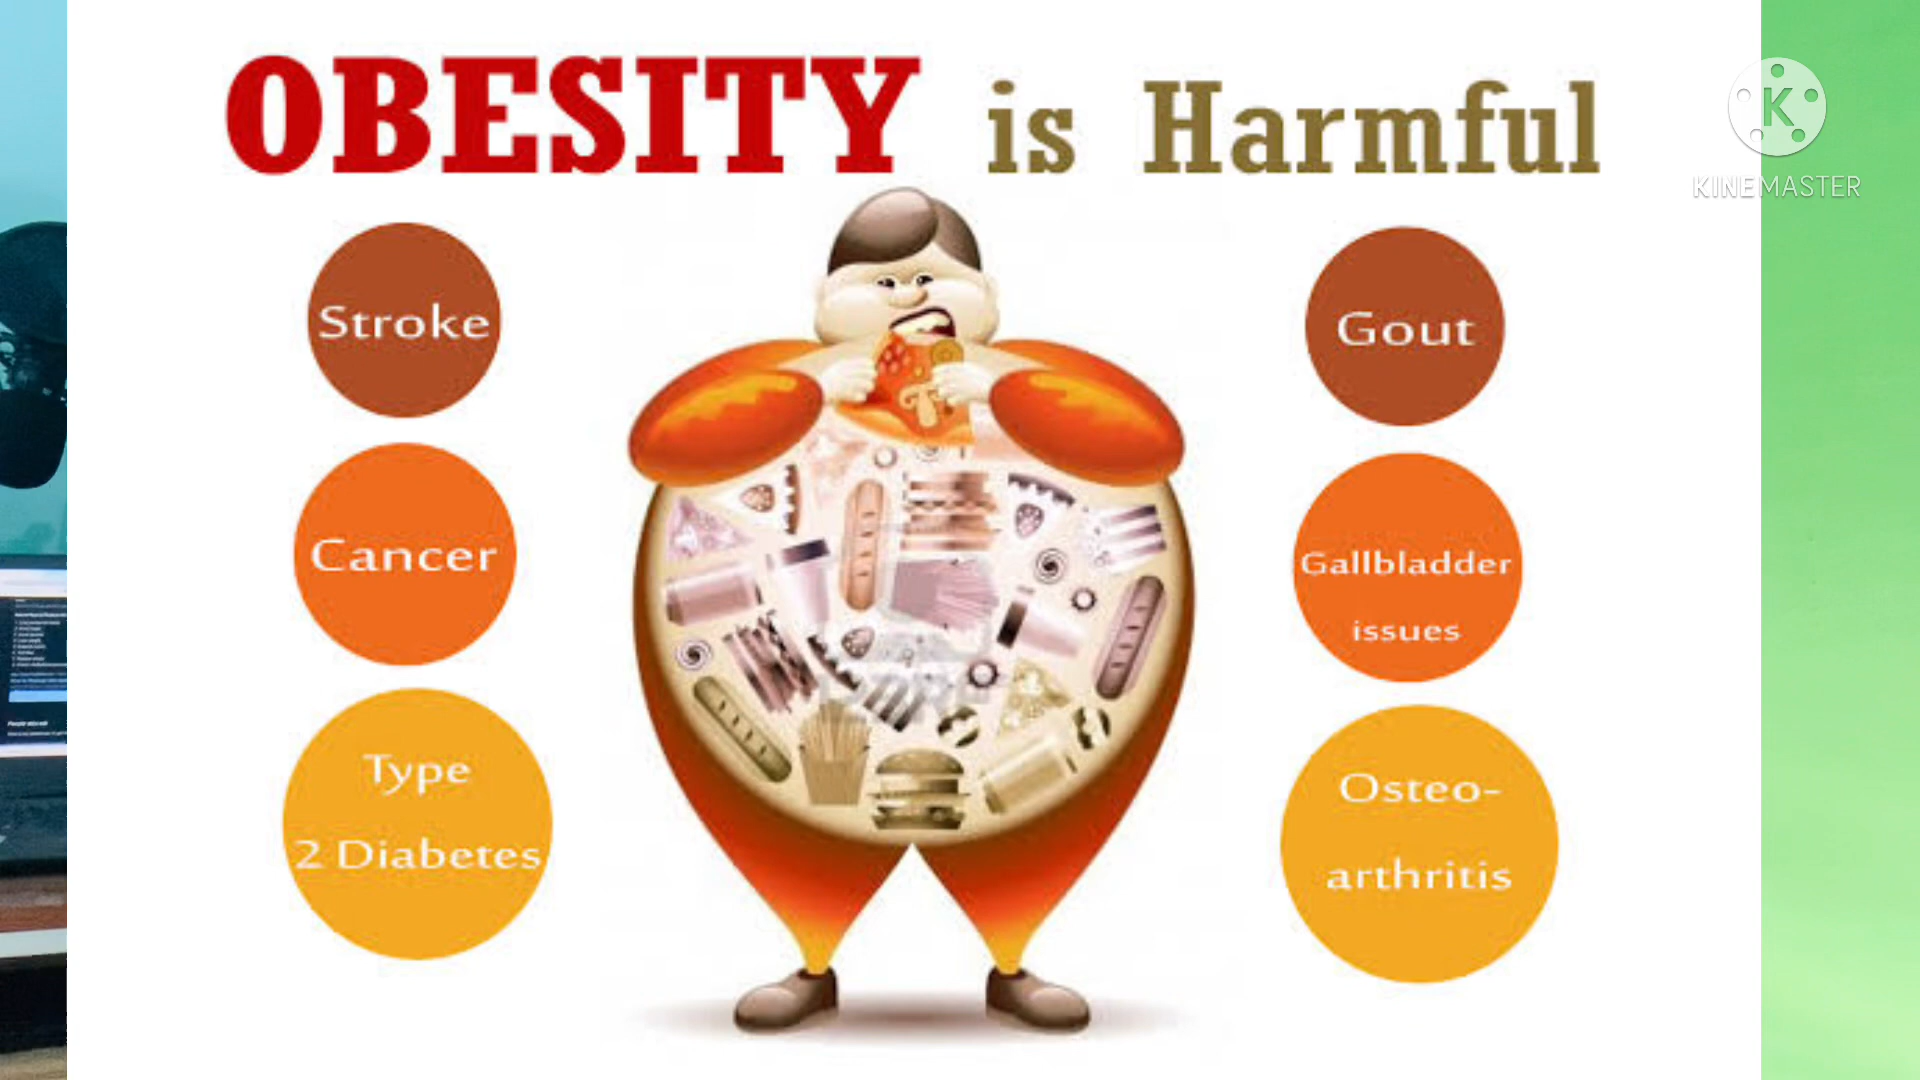 OBESITY is Harmful
K
KINEMASTER
Stroke
Cancer
Type
2 Diabetes
Gout
Gallbladder
issues
Osteo-
arthritis